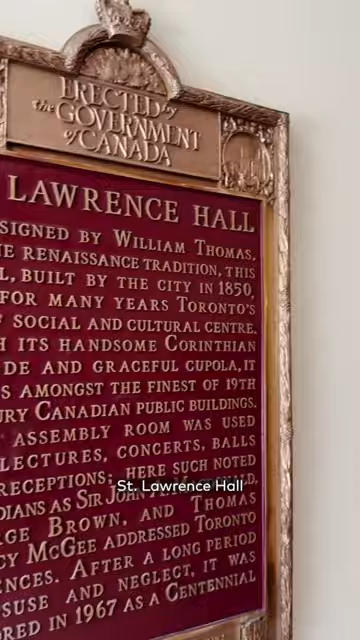 ERECTED by
the GOVERNMENT
of CANADA
LAWRENCE HALL
SIGNED BY WILLIAM THOMAS,
E RENAISSANCE TRADITION, THIS
L, BUILT BY THE CITY IN 1850,
FOR MANY YEARS TORONTO'S
SOCIAL AND CULTURAL CENTRE.
H ITS HANDSOME CORINTHIAN
DE AND GRACEFUL CUPOLA, IT
S AMONGST THE FINEST OF 19TH
URY CANADIAN PUBLIC BUILDINGS.
ASSEMBLY ROOM WAS USED
LECTURES, CONCERTS, BALLS
RECEPTIONS; HERE SUCH NOTED
DIANS AS SIR JOHN
St. Lawrence Hall
RGE BROWN, AND THOMAS
CY MCGEE ADDRESSED TORONTO
ENCES. AFTER A LONG PERIOD
SUSE AND NEGLECT, IT WAS
ORED IN 1967 AS A CENTENNIAL